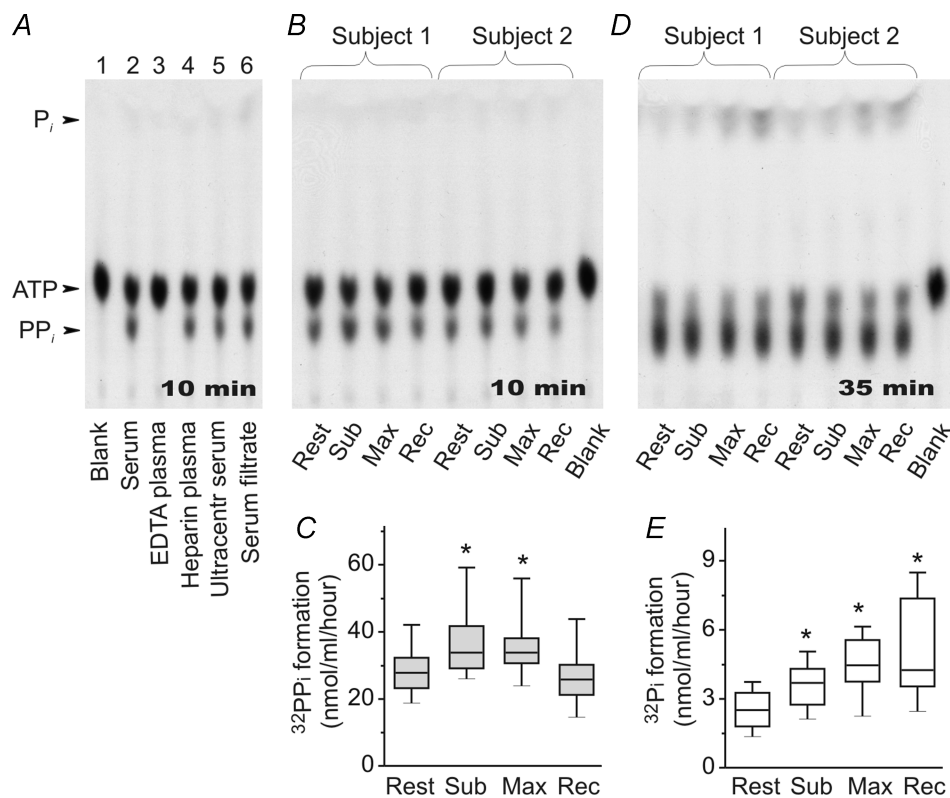 A
1 2 3 4 5 6
Pi
ATP
PPi
10 min
Blank
Serum
EDTA plasma
Heparin plasma
Ultracentr serum
Serum filtrate
B
Subject 1 Subject 2
10 min
Rest Sub Max Rec Rest Sub Max Rec Blank
D
Subject 1 Subject 2
35 min
Rest Sub Max Rec Rest Sub Max Rec Blank
C
32PPi formation
(nmol/ml/hour)
60
40
20
0
* *
Rest Sub Max Rec
E
32Pi formation
(nmol/ml/hour)
9
6
3
0
* * *
Rest Sub Max Rec